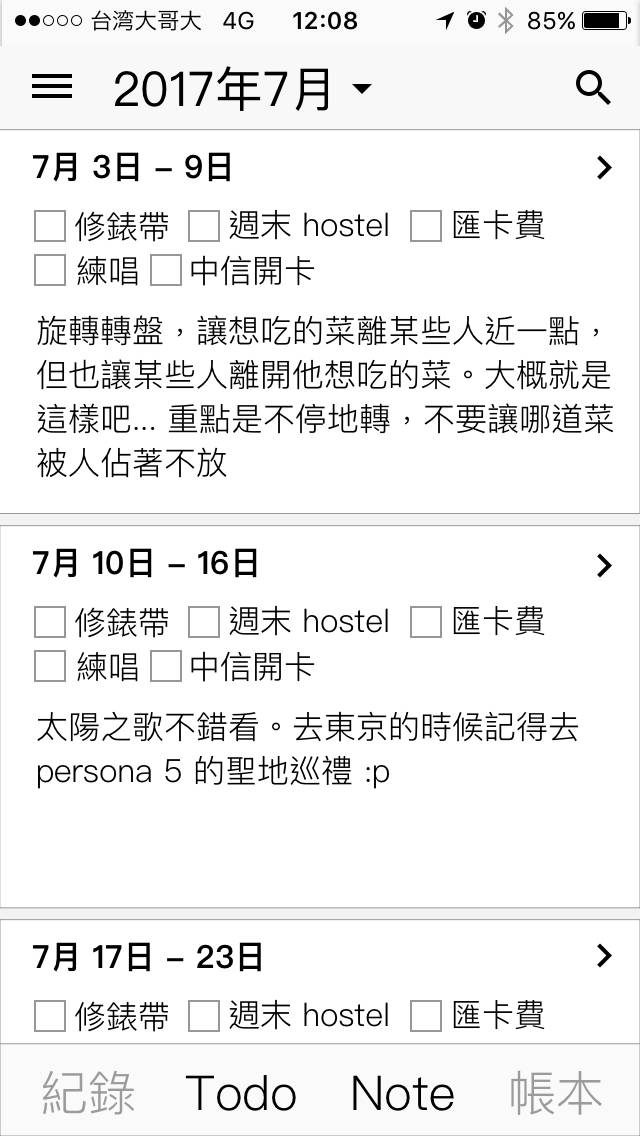 台湾大哥大 4G 12:08 85%
2017年7月
7月 3日 – 9日
修錶帶 週末 hostel 匯卡費
練唱 中信開卡
旋轉轉盤，讓想吃的菜離某些人近一點，
但也讓某些人離開他想吃的菜。大概就是
這樣吧... 重點是不停地轉，不要讓哪道菜
被人佔著不放
7月 10日 – 16日
修錶帶 週末 hostel 匯卡費
練唱 中信開卡
太陽之歌不錯看。去東京的時候記得去
persona 5 的聖地巡禮 :p
7月 17日 – 23日
修錶帶 週末 hostel 匯卡費
紀錄 Todo Note 帳本